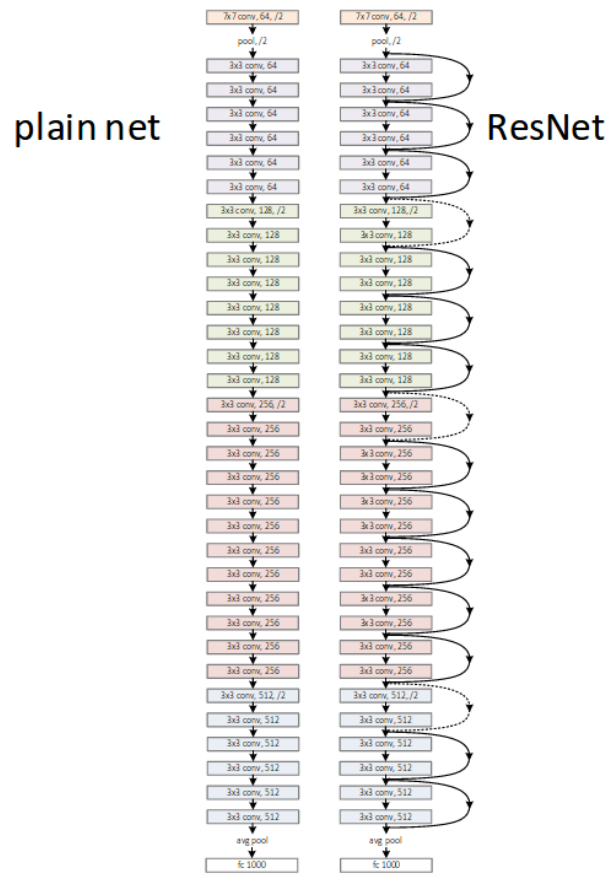 plain net
7x7 conv, 64, /2
pool, /2
3x3 conv, 64
3x3 conv, 64
3x3 conv, 64
3x3 conv, 64
3x3 conv, 64
3x3 conv, 64
3x3 conv, 128, /2
3x3 conv, 128
3x3 conv, 128
3x3 conv, 128
3x3 conv, 128
3x3 conv, 128
3x3 conv, 128
3x3 conv, 128
3x3 conv, 256, /2
3x3 conv, 256
3x3 conv, 256
3x3 conv, 256
3x3 conv, 256
3x3 conv, 256
3x3 conv, 256
3x3 conv, 256
3x3 conv, 256
3x3 conv, 256
3x3 conv, 256
3x3 conv, 256
3x3 conv, 512, /2
3x3 conv, 512
3x3 conv, 512
3x3 conv, 512
3x3 conv, 512
3x3 conv, 512
avg pool
fc 1000
ResNet
7x7 conv, 64, /2
pool, /2
3x3 conv, 64
3x3 conv, 64
3x3 conv, 64
3x3 conv, 64
3x3 conv, 64
3x3 conv, 64
3x3 conv, 128, /2
3x3 conv, 128
3x3 conv, 128
3x3 conv, 128
3x3 conv, 128
3x3 conv, 128
3x3 conv, 128
3x3 conv, 128
3x3 conv, 256, /2
3x3 conv, 256
3x3 conv, 256
3x3 conv, 256
3x3 conv, 256
3x3 conv, 256
3x3 conv, 256
3x3 conv, 256
3x3 conv, 256
3x3 conv, 256
3x3 conv, 256
3x3 conv, 256
3x3 conv, 512, /2
3x3 conv, 512
3x3 conv, 512
3x3 conv, 512
3x3 conv, 512
3x3 conv, 512
avg pool
fc 1000